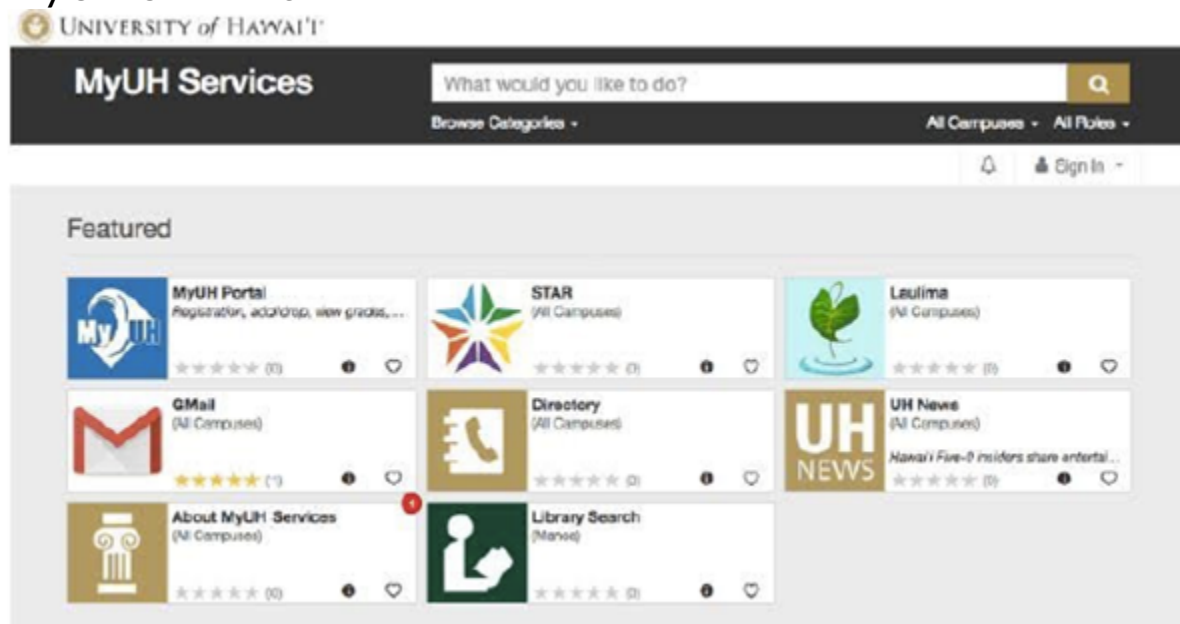 UNIVERSITY of HAWAI'I
MyUH Services
What would you like to do?
Browse Categories
All Campuses
All Roles
Sign In
Featured
MyUH Portal
Registration, add/drop, view grades, ...
(0)
STAR
(All Campuses)
(0)
Laulima
(All Campuses)
(0)
My UH
GMail
(All Campuses)
(1)
Directory
(All Campuses)
(0)
UH NEWS
UH News
(All Campuses)
Hawai'i Five-0 insiders share entertai...
(0)
About MyUH Services
(All Campuses)
(0)
Library Search
(Manoa)
(0)